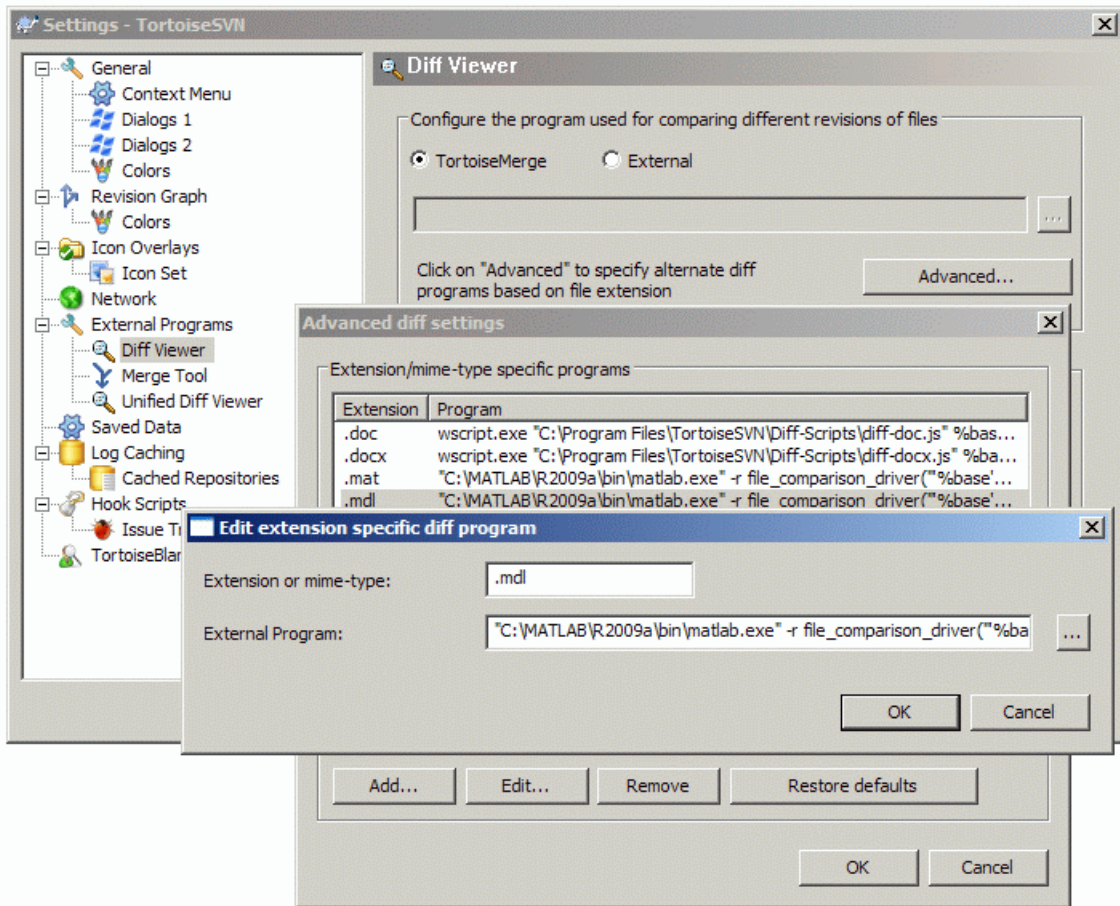 Settings - TortoiseSVN
General
Context Menu
Dialogs 1
Dialogs 2
Colors
Revision Graph
Colors
Icon Overlays
Icon Set
Network
External Programs
Diff Viewer
Merge Tool
Unified Diff Viewer
Saved Data
Log Caching
Cached Repositories
Hook Scripts
Issue Tr
TortoiseBlar
Diff Viewer
Configure the program used for comparing different revisions of files
TortoiseMerge External
...
Click on "Advanced" to specify alternate diff
programs based on file extension
Advanced...
Advanced diff settings
Extension/mime-type specific programs
Extension Program
.doc wscript.exe "C:\Program Files\TortoiseSVN\Diff-Scripts\diff-doc.js" %bas...
.docx wscript.exe "C:\Program Files\TortoiseSVN\Diff-Scripts\diff-docx.js" %ba...
.mat "C:\MATLAB\R2009a\bin\matlab.exe" -r file_comparison_driver("'%base'...
.mdl "C:\MATLAB\R2009a\bin\matlab.exe" -r file_comparison_driver("'%base'...
Edit extension specific diff program
Extension or mime-type: .mdl
External Program: "C:\MATLAB\R2009a\bin\matlab.exe" -r file_comparison_driver("'%ba ...
OK Cancel
Add... Edit... Remove Restore defaults
OK Cancel